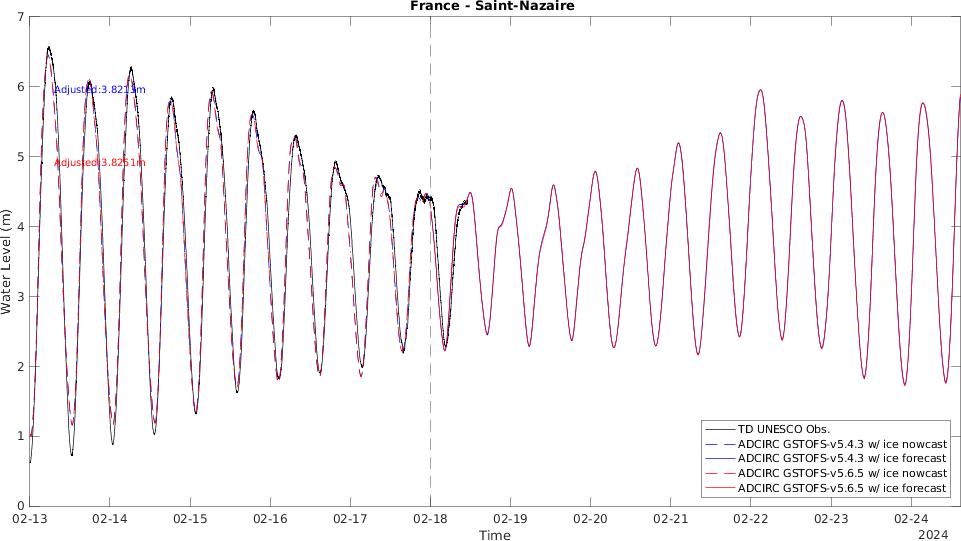 France - Saint-Nazaire
7
6
5
4
3
2
1
0
Water Level (m)
Adjusted:3.8213m
Adjusted:3.8251m
TD UNESCO Obs.
ADCIRC GSTOFS-v5.4.3 w/ ice nowcast
ADCIRC GSTOFS-v5.4.3 w/ ice forecast
ADCIRC GSTOFS-v5.6.5 w/ ice nowcast
ADCIRC GSTOFS-v5.6.5 w/ ice forecast
02-13 02-14 02-15 02-16 02-17 02-18 02-19 02-20 02-21 02-22 02-23 02-24
Time
2024